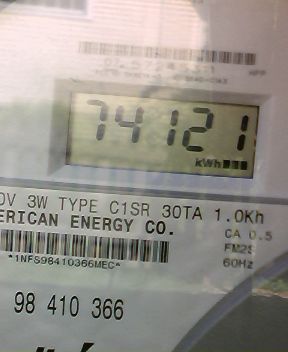 74121
kWh
0V 3W TYPE C1SR 30TA 1.0Kh
ERICAN ENERGY CO.
CA 0.5
FM2S
*1NFS98410366MEC*
60Hz
98 410 366